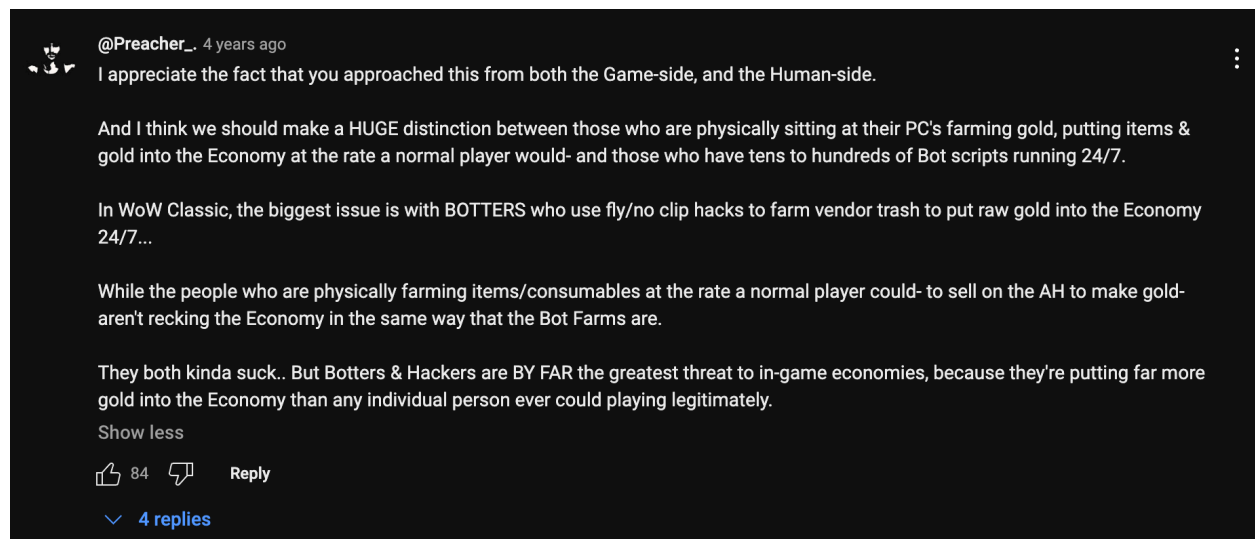 @Preacher_. 4 years ago
I appreciate the fact that you approached this from both the Game-side, and the Human-side.
And I think we should make a HUGE distinction between those who are physically sitting at their PC's farming gold, putting items &
gold into the Economy at the rate a normal player would- and those who have tens to hundreds of Bot scripts running 24/7.
In WoW Classic, the biggest issue is with BOTTERS who use fly/no clip hacks to farm vendor trash to put raw gold into the Economy
24/7...
While the people who are physically farming items/consumables at the rate a normal player could- to sell on the AH to make gold-
aren't recking the Economy in the same way that the Bot Farms are.
They both kinda suck.. But Botters & Hackers are BY FAR the greatest threat to in-game economies, because they're putting far more
gold into the Economy than any individual person ever could playing legitimately.
Show less
84 Reply
4 replies